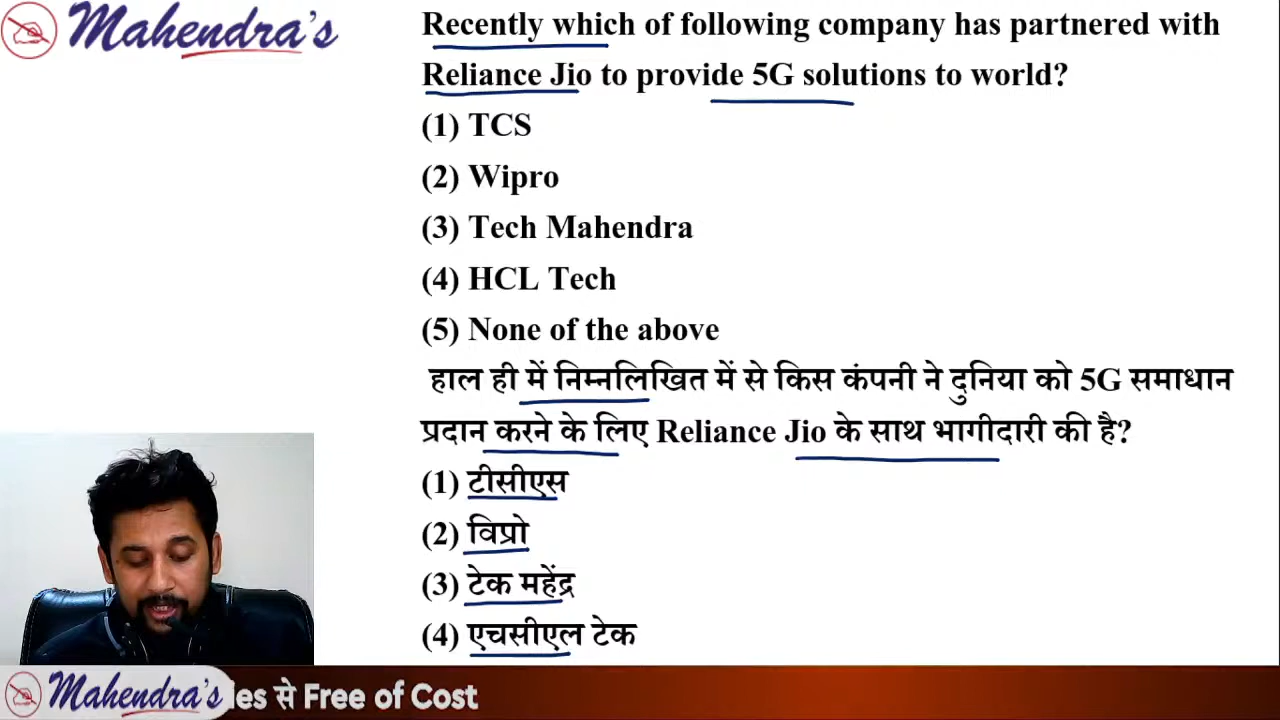 Mahendra's
Recently which of following company has partnered with
Reliance Jio to provide 5G solutions to world?
(1) TCS
(2) Wipro
(3) Tech Mahendra
(4) HCL Tech
(5) None of the above
हाल ही में निम्नलिखित में से किस कंपनी ने दुनिया को 5G समाधान
प्रदान करने के लिए Reliance Jio के साथ भागीदारी की है?
(1) टीसीएस
(2) विप्रो
(3) टेक महेंद्र
(4) एचसीएल टेक
Mahendra's से Free of Cost